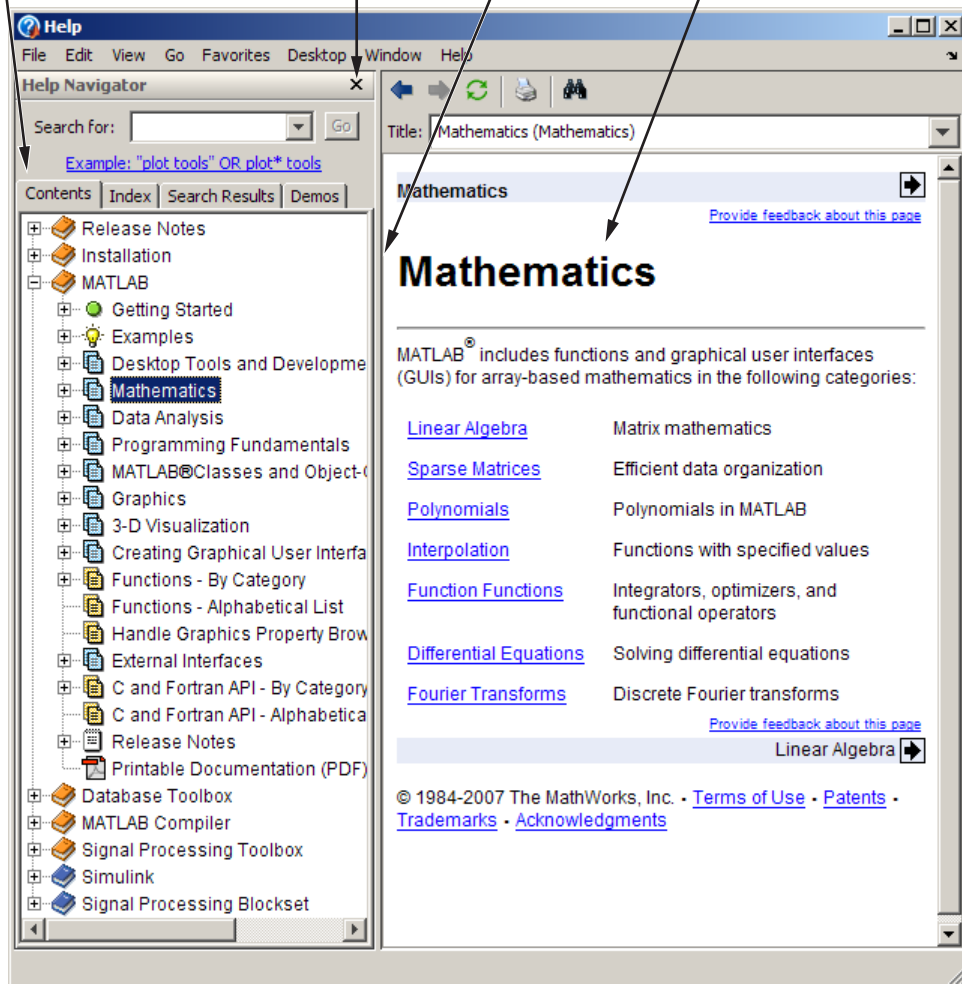 Help
File Edit View Go Favorites Desktop Window Help
Help Navigator
Search for: Go
Example: "plot tools" OR plot* tools
Contents Index Search Results Demos
Release Notes
Installation
MATLAB
Getting Started
Examples
Desktop Tools and Developme
Mathematics
Data Analysis
Programming Fundamentals
MATLAB®Classes and Object-
Graphics
3-D Visualization
Creating Graphical User Interfa
Functions - By Category
Functions - Alphabetical List
Handle Graphics Property Brow
External Interfaces
C and Fortran API - By Category
C and Fortran API - Alphabetica
Release Notes
Printable Documentation (PDF)
Database Toolbox
MATLAB Compiler
Signal Processing Toolbox
Simulink
Signal Processing Blockset
Title: Mathematics (Mathematics)
Mathematics
Provide feedback about this page
Mathematics
MATLAB® includes functions and graphical user interfaces
(GUIs) for array-based mathematics in the following categories:
Linear Algebra Matrix mathematics
Sparse Matrices Efficient data organization
Polynomials Polynomials in MATLAB
Interpolation Functions with specified values
Function Functions Integrators, optimizers, and
functional operators
Differential Equations Solving differential equations
Fourier Transforms Discrete Fourier transforms
Provide feedback about this page
Linear Algebra
© 1984-2007 The MathWorks, Inc. • Terms of Use • Patents •
Trademarks • Acknowledgments